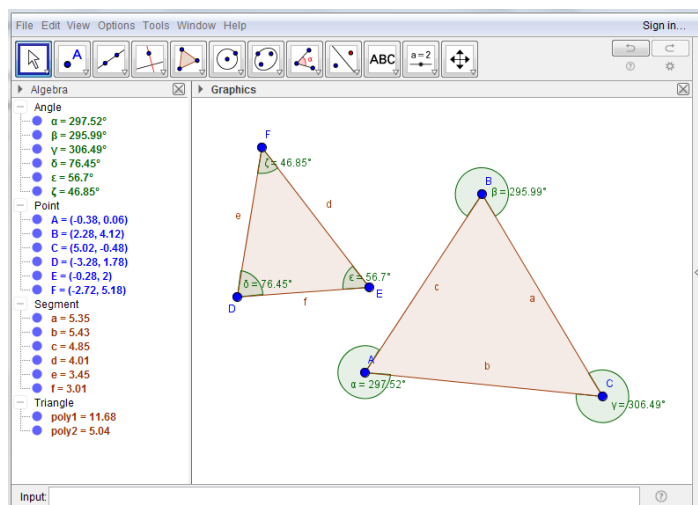 File Edit View Options Tools Window Help Sign in...
A α ABC a=2
Algebra Graphics
Angle
α = 297.52°
β = 295.99°
γ = 306.49°
δ = 76.45°
ε = 56.7°
ζ = 46.85°
Point
A = (-0.38, 0.06)
B = (2.28, 4.12)
C = (5.02, -0.48)
D = (-3.28, 1.78)
E = (-0.28, 2)
F = (-2.72, 5.18)
Segment
a = 5.35
b = 5.43
c = 4.85
d = 4.01
e = 3.45
f = 3.01
Triangle
poly1 = 11.68
poly2 = 5.04
F
ζ = 46.85°
B
β = 295.99°
d
e
ε = 56.7°
δ = 76.45°
c
a
E
D
f
A
b
α = 297.52°
C
γ = 306.49°
Input: